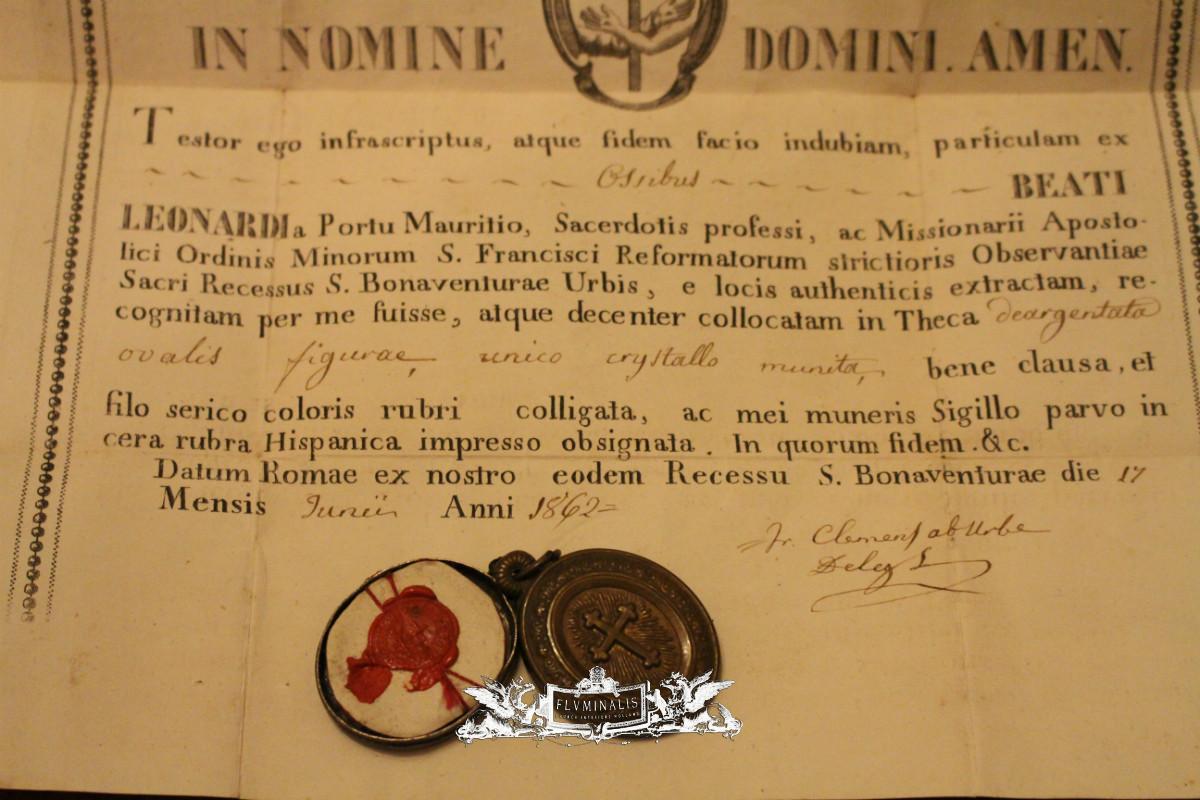 IN NOMINE DOMINI. AMEN.
Testor ego infrascriptus, atque fidem facio indubiam, particulam ex
~ ~ ~ ~ ~ ~ ~ ~ ~ ~ Ossibus ~ ~ ~ ~ ~ ~ ~ BEATI
LEONARDI a Portu Mauritio, Sacerdotis professi, ac Missionarii Aposto-
lici Ordinis Minorum S. Francisci Reformatorum strictioris Observantiae
Sacri Recessus S. Bonaventurae Urbis, e locis authenticis extractam, re-
cognitam per me fuisse, atque decenter collocatam in Theca deargentata
ovalis figurae, unico crystallo munita, bene clausa, et
filo serico coloris rubri colligata, ac mei muneris Sigillo parvo in
cera rubra Hispanica impresso obsignata. In quorum fidem .&c.
Datum Romae ex nostro eodem Recessu S. Bonaventurae die 17
Mensis Junii Anni 1862=
Fr. Clemens ab Urbe
FLVMINALIS